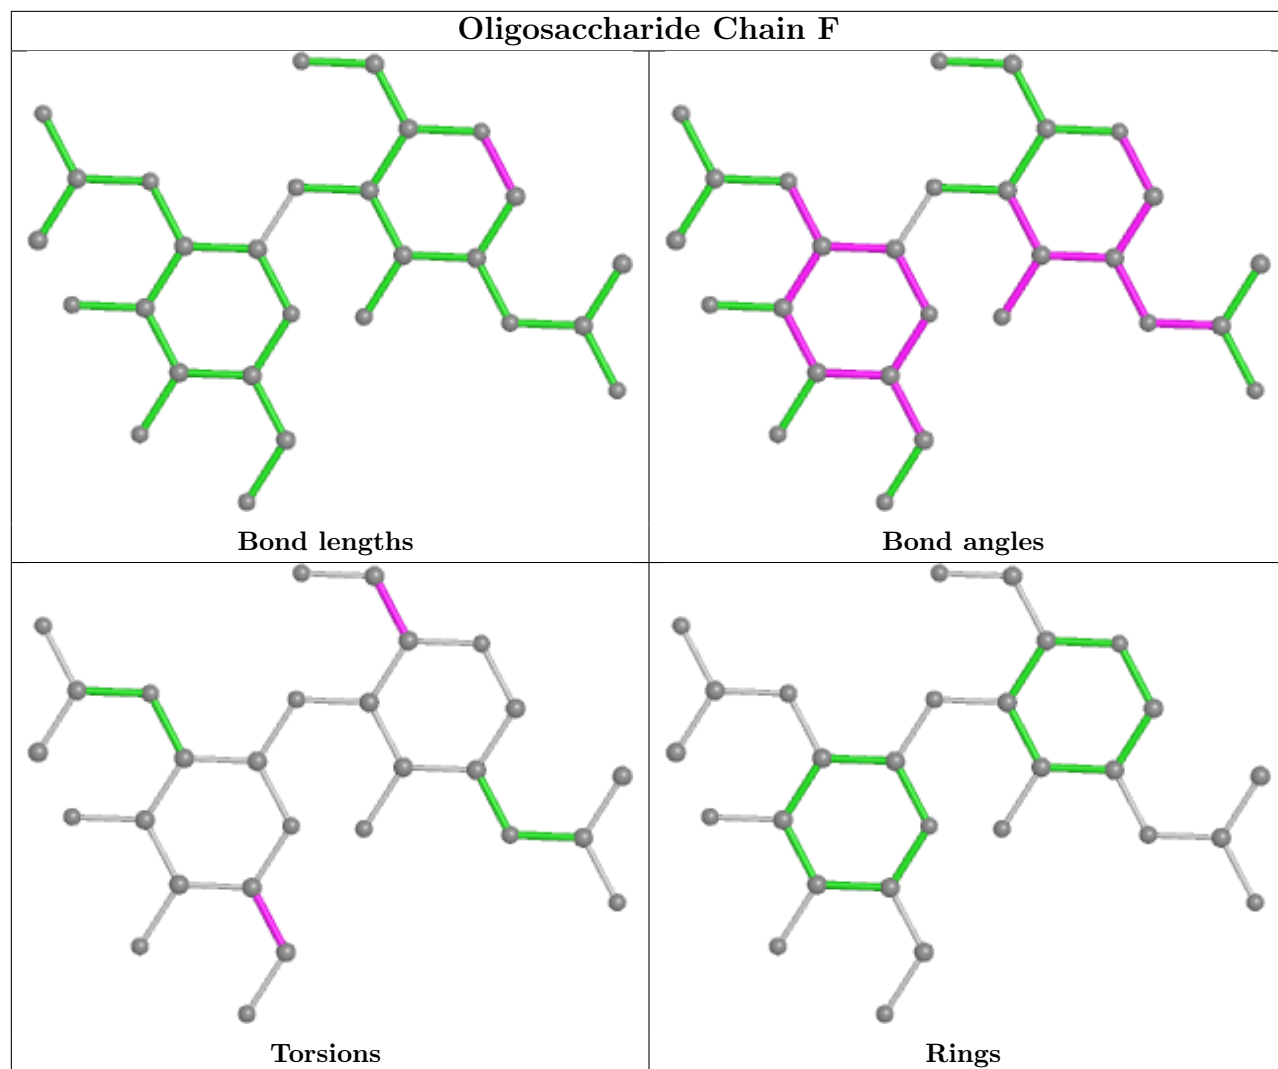 Oligosaccharide Chain F
Bond lengths
Bond angles
Torsions
Rings